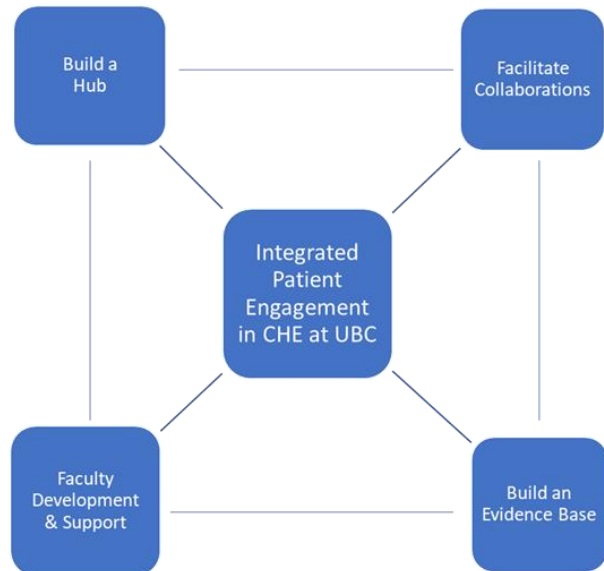 Build a
Hub
Facilitate
Collaborations
Integrated
Patient
Engagement
in CHE at UBC
Faculty
Development
& Support
Build an
Evidence Base